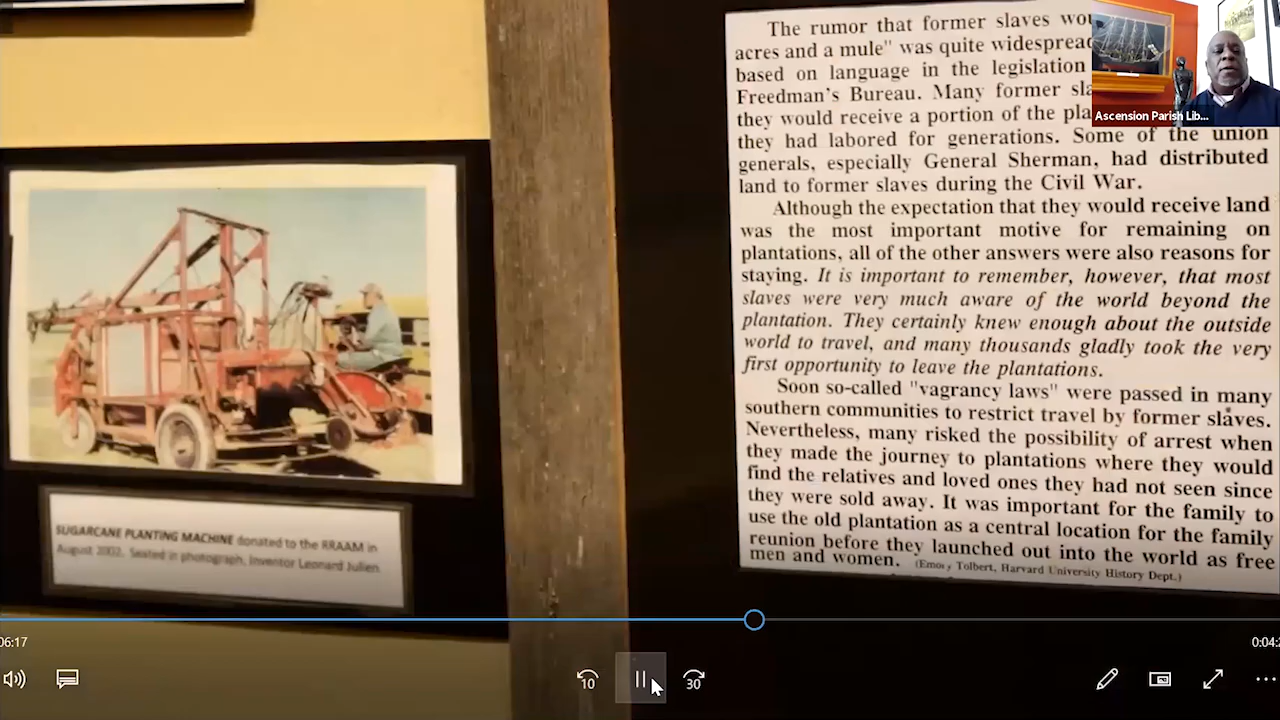 The rumor that former slaves
acres and a mule" was quite widespread
based on language in the legislation
Freedman's Bureau. Many former
they would receive a portion of the
they had labored for generations. Some of the union
generals, especially General Sherman, had distributed
land to former slaves during the Civil War.
Although the expectation that they would receive land
was the most important motive for remaining on
plantations, all of the other answers were also reasons for
staying. It is important to remember, however, that most
slaves were very much aware of the world beyond the
plantation. They certainly knew enough about the outside
world to travel, and many thousands gladly took the very
first opportunity to leave the plantations.
Soon so-called "vagrancy laws" were passed in many
southern communities to restrict travel by former slaves.
Nevertheless, many risked the possibility of arrest when
they made the journey to plantations where they would
find the relatives and loved ones they had not seen since
they were sold away. It was important for the family to
use the old plantation as a central location for the family
reunion before they launched out into the world as free
men and women. (Emory Tolbert, Harvard University History Dept.)
Ascension Parish Lib...
SUGARCANE PLANTING MACHINE donated to the RRAAM in
August 2002. Seated in photograph, Inventor Leonard Julien
06:17
0:04:
10
30